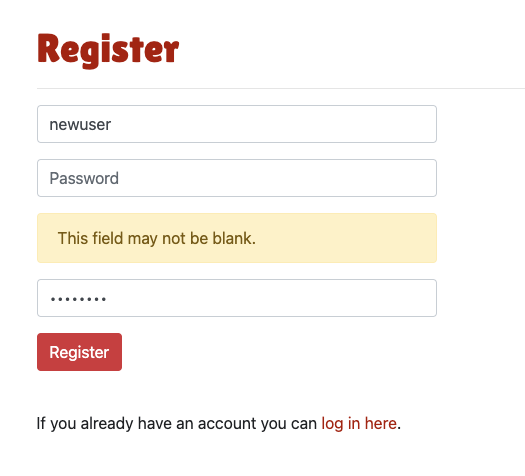 Register
newuser
Password
This field may not be blank.
••••••••
Register
If you already have an account you can log in here.